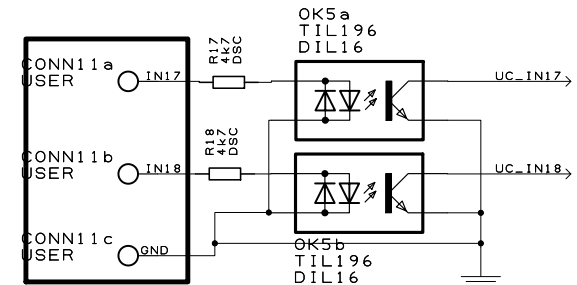 OK5a
TIL196
DIL16
R17
4k7
DSC
CONN11a
USER
IN17
UC_IN17
R18
4k7
DSC
CONN11b
USER
IN18
UC_IN18
CONN11c
USER
GND
OK5b
TIL196
DIL16